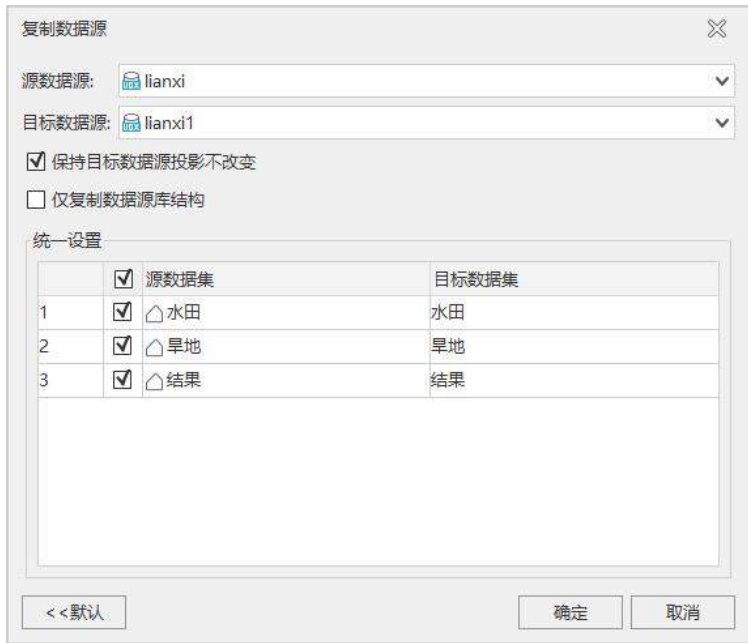 复制数据源
源数据源: lianxi
目标数据源: lianxi1
保持目标数据源投影不改变
仅复制数据源库结构
统一设置
源数据集 目标数据集
1 水田 水田
2 旱地 旱地
3 结果 结果
<<默认 确定 取消